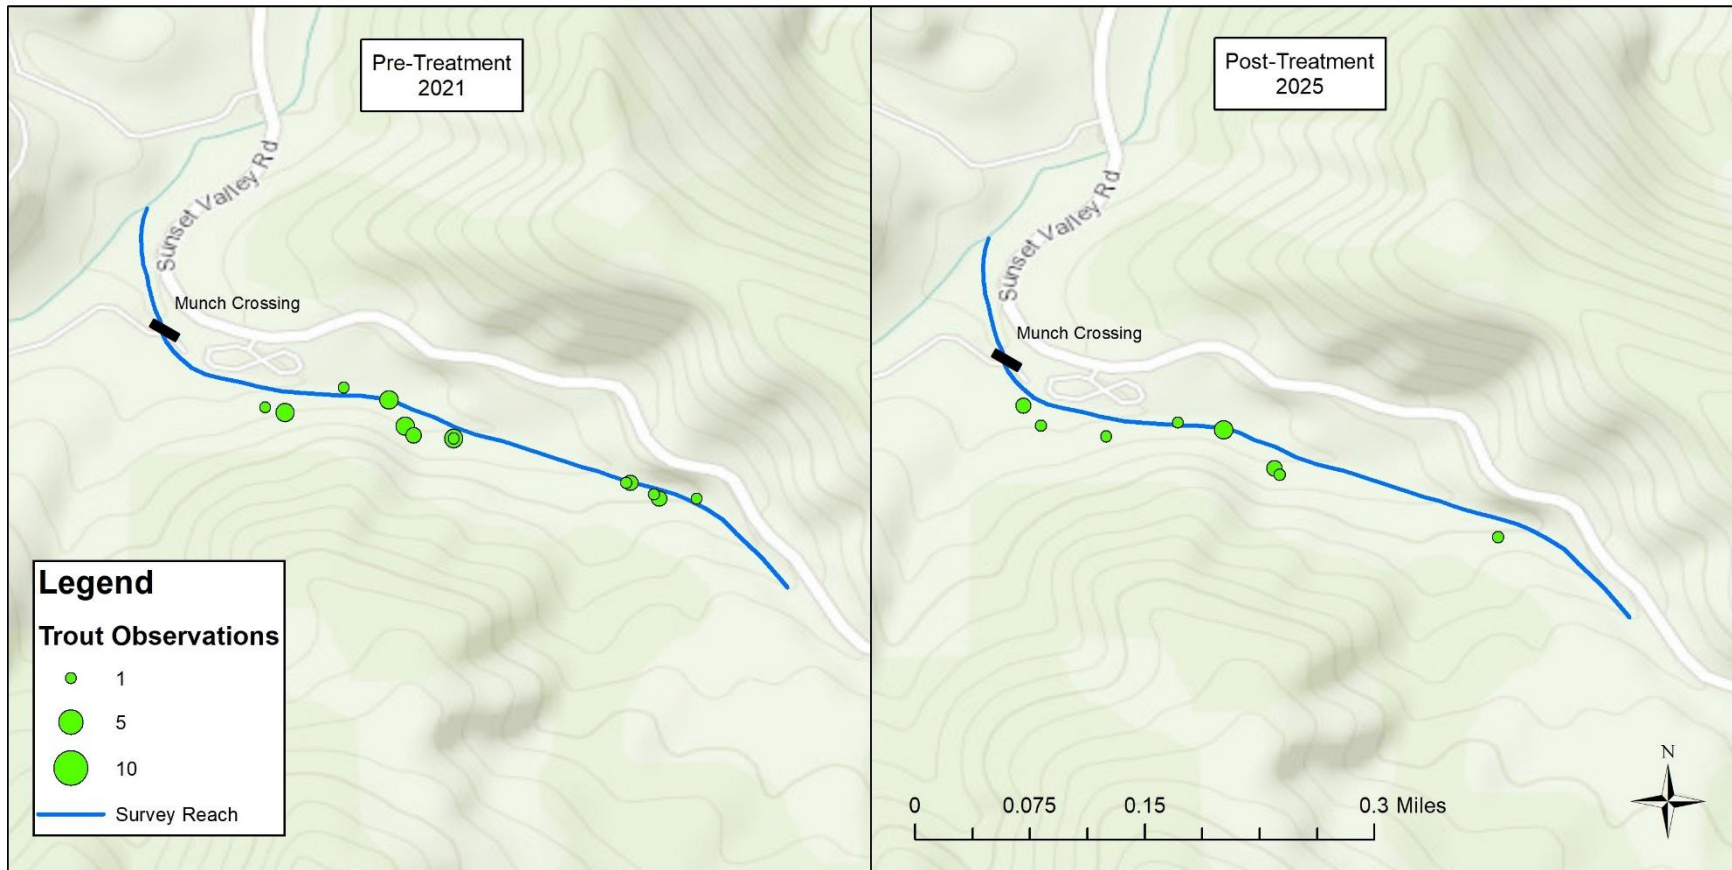 Pre-Treatment
2021
Sunset Valley Rd
Munch Crossing
Legend
Trout Observations
1
5
10
Survey Reach
Post-Treatment
2025
Sunset Valley Rd
Munch Crossing
0 0.075 0.15 0.3 Miles
N